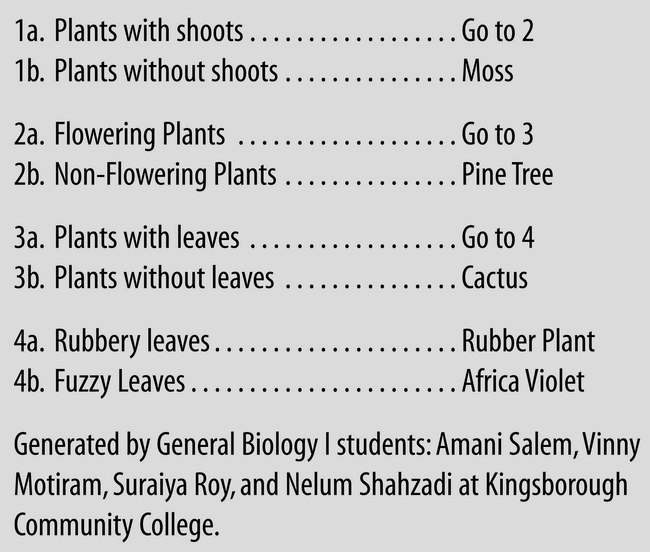 1a. Plants with shoots . . . . . . . . . . . . . . . . . . Go to 2
1b. Plants without shoots . . . . . . . . . . . . . . . Moss
2a. Flowering Plants . . . . . . . . . . . . . . . . . . . Go to 3
2b. Non-Flowering Plants . . . . . . . . . . . . . . . Pine Tree
3a. Plants with leaves . . . . . . . . . . . . . . . . . . Go to 4
3b. Plants without leaves . . . . . . . . . . . . . . . Cactus
4a. Rubbery leaves . . . . . . . . . . . . . . . . . . . . . Rubber Plant
4b. Fuzzy Leaves . . . . . . . . . . . . . . . . . . . . . . . Africa Violet
Generated by General Biology I students: Amani Salem, Vinny
Motiram, Suraiya Roy, and Nelum Shahzadi at Kingsborough
Community College.